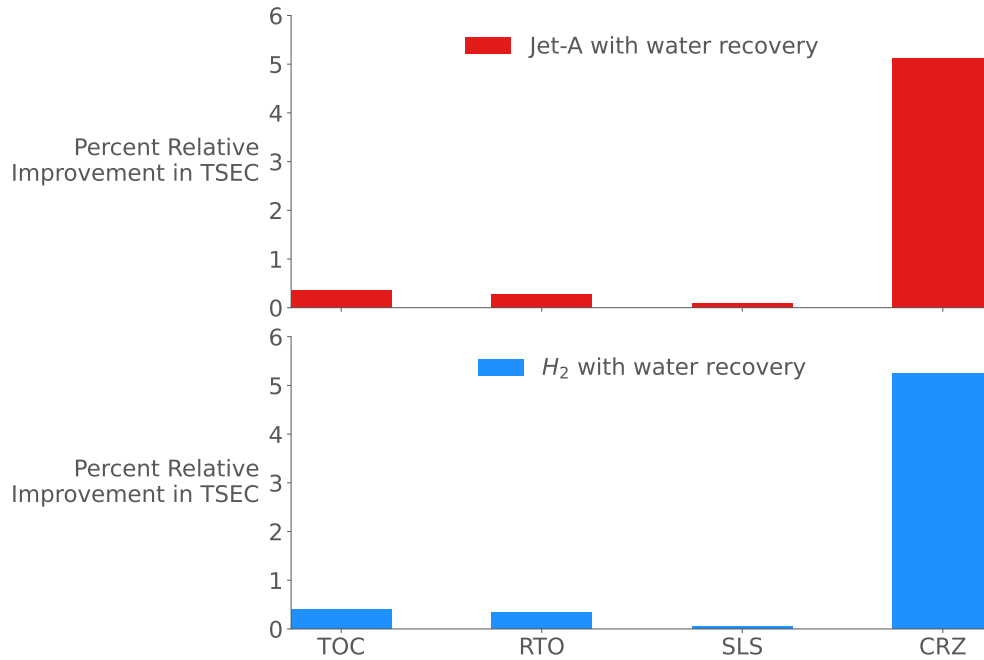 6
Jet-A with water recovery
5
4
Percent Relative
Improvement in TSEC
3
2
1
0
6
H2 with water recovery
5
4
Percent Relative
Improvement in TSEC
3
2
1
0
TOC RTO SLS CRZ